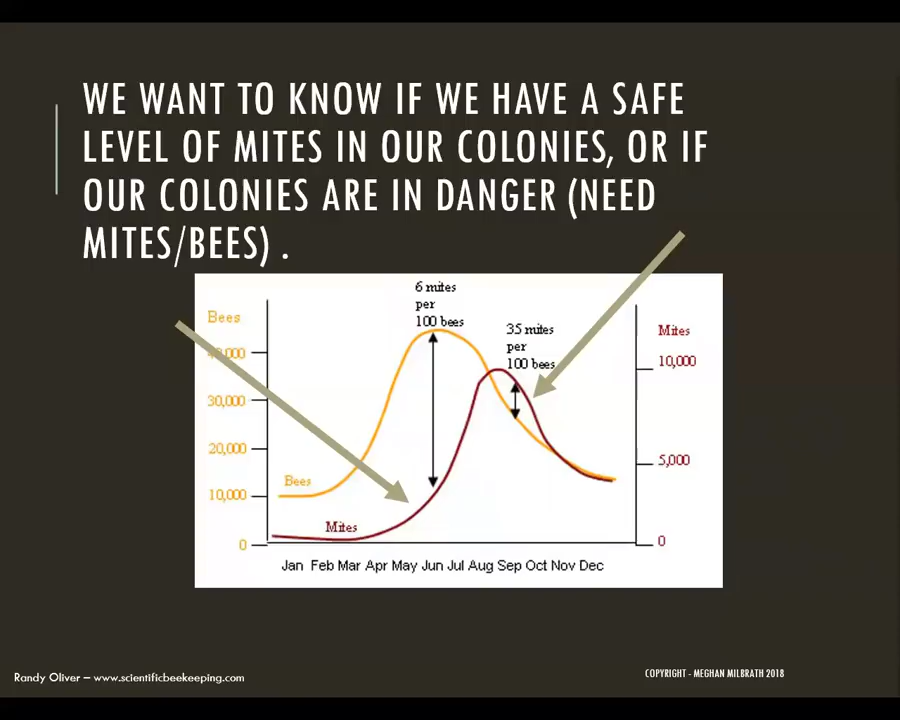 WE WANT TO KNOW IF WE HAVE A SAFE
LEVEL OF MITES IN OUR COLONIES, OR IF
OUR COLONIES ARE IN DANGER (NEED
MITES/BEES) .
6 mites
per
100 bees
Bees
35 mites
per
100 bees
Mites
40,000
10,000
30,000
20,000
5,000
Bees
10,000
Mites
0
0
Jan Feb Mar Apr May Jun Jul Aug Sep Oct Nov Dec
Randy Oliver – www.scientificbeekeeping.com
COPYRIGHT - MEGHAN MILBRATH 2018